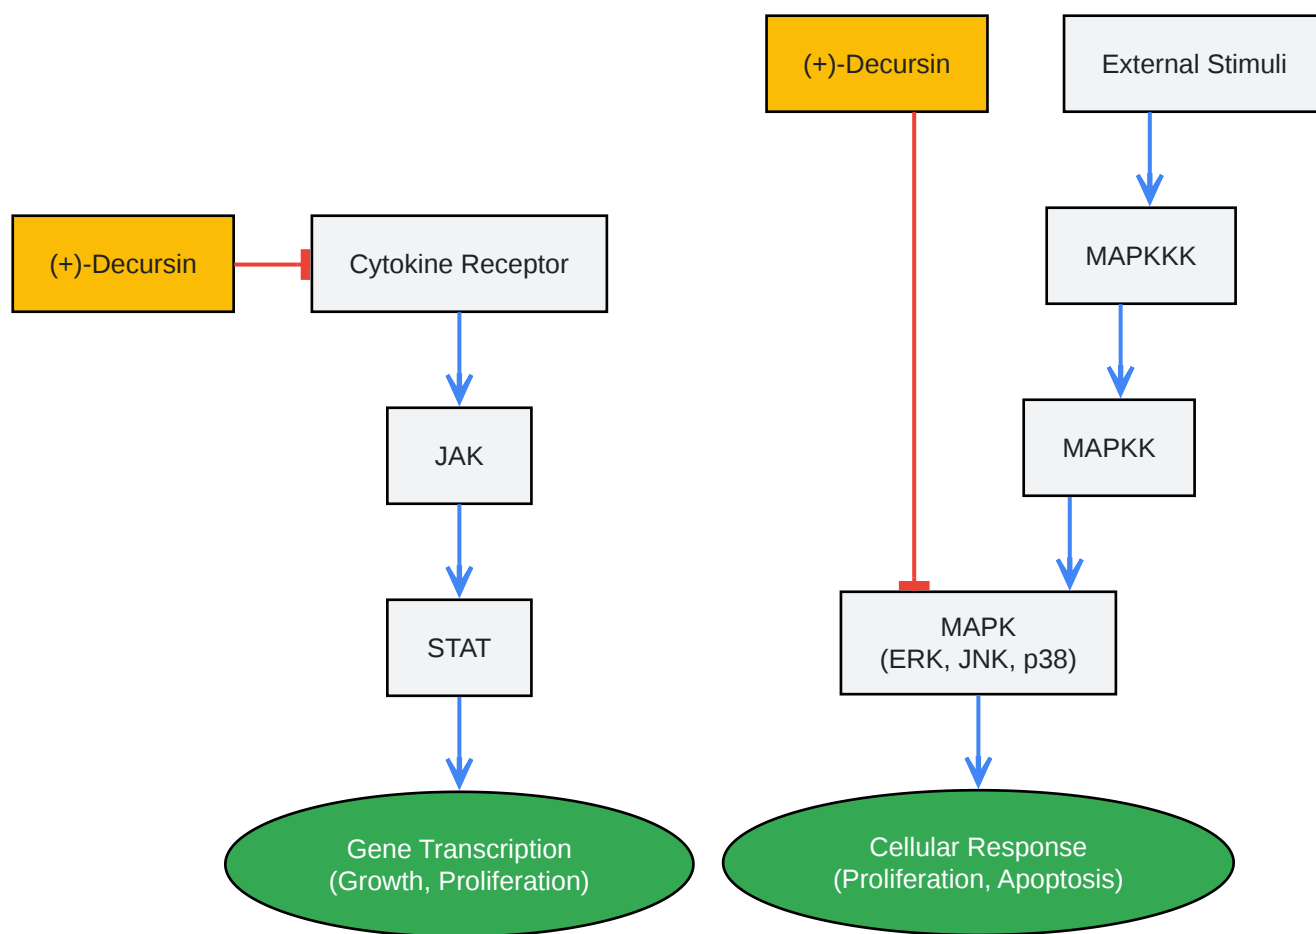 (+)-Decursin
Cytokine Receptor
JAK
STAT
Gene Transcription
(Growth, Proliferation)
(+)-Decursin
External Stimuli
MAPKKK
MAPKK
MAPK
(ERK, JNK, p38)
Cellular Response
(Proliferation, Apoptosis)